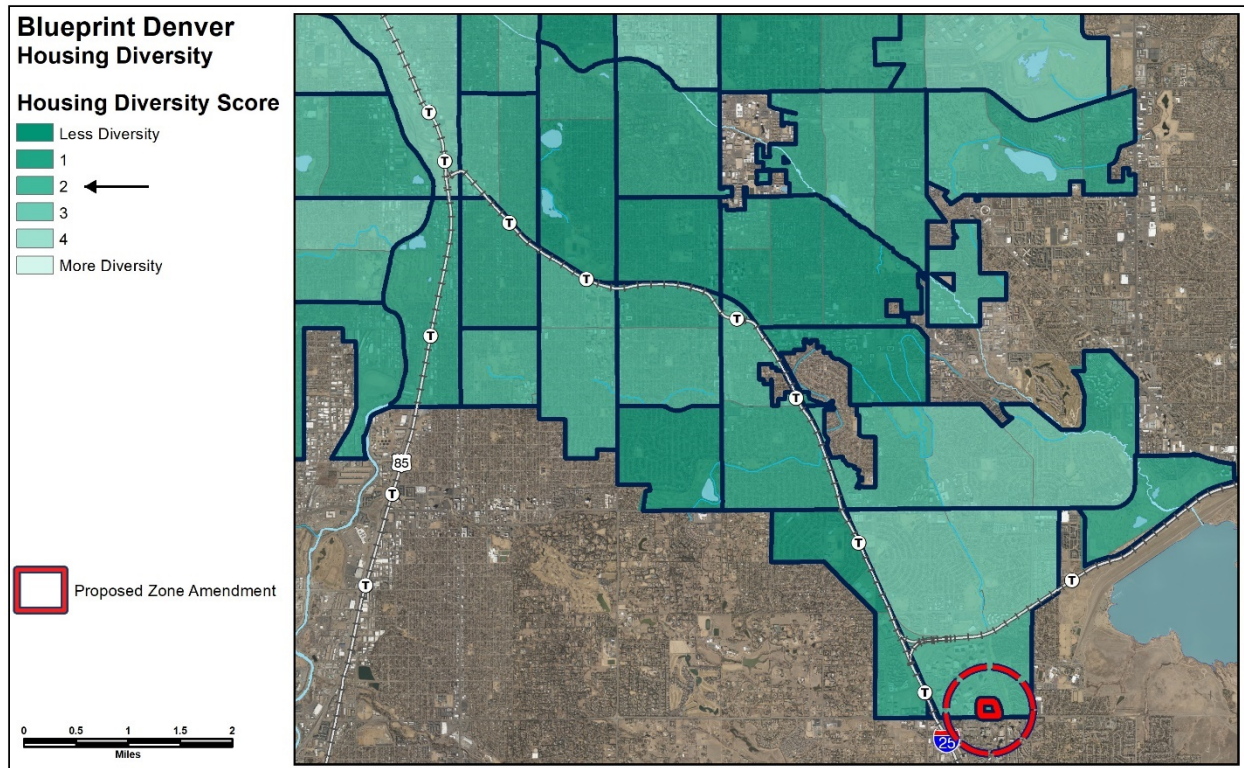 Blueprint Denver
Housing Diversity
Housing Diversity Score
Less Diversity
1
2
3
4
More Diversity
Proposed Zone Amendment
0 0.5 1 1.5 2
Miles
T
T
T
T
T
T
T
85
T
T
T
T
T
T
25